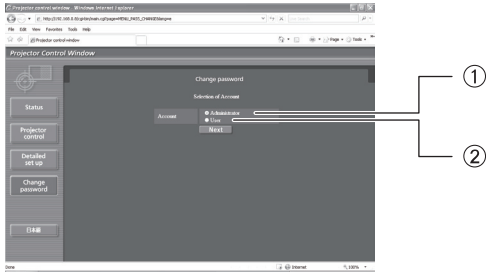 Projector control window - Windows Internet Explorer
File Edit View Favorites Tools Help
Projector control window
Page Tools
Projector Control Window
Change password
Selection of Account
Account
Administrator
User
Next
Status
Projector control
Detailed set up
Change password
日本語
Done
Internet
100%
1
2